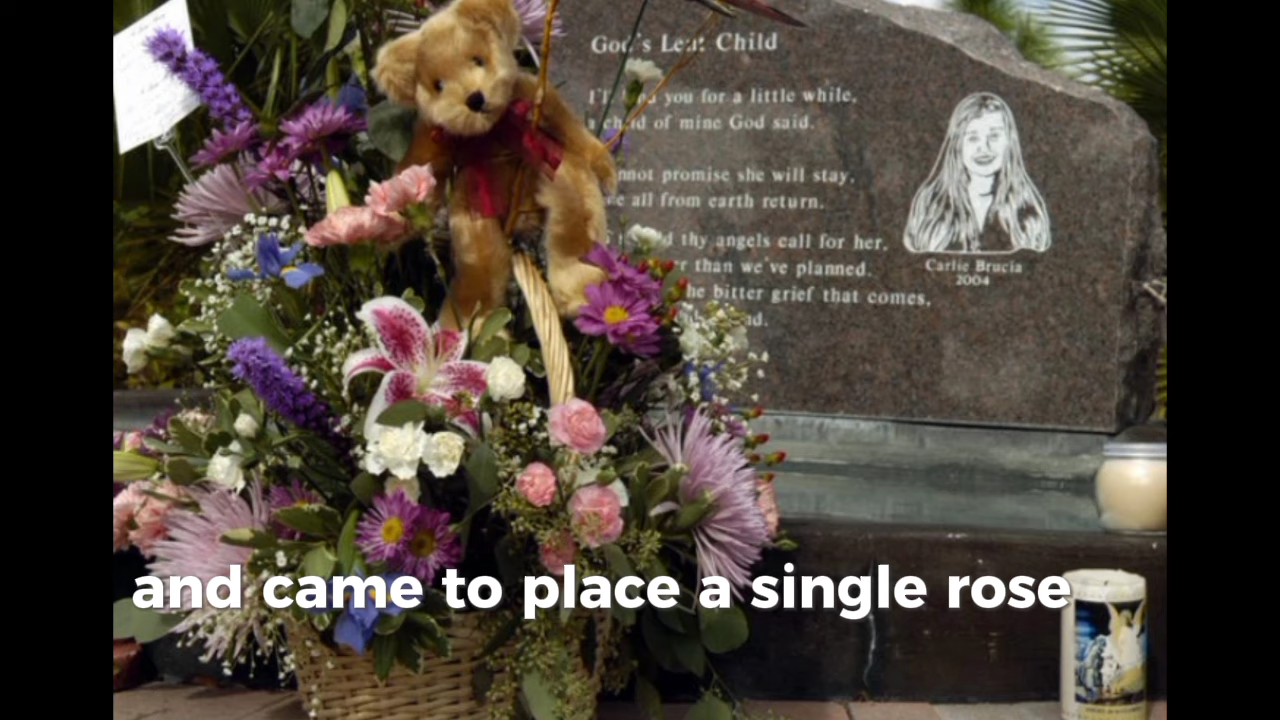 God's Lent Child
I'll you for a little while,
a child of mine God said.
nnot promise she will stay,
all from earth return.
thy angels call for her,
than we've planned.
he bitter grief that comes,
Carlie Brucia
2004
and came to place a single rose